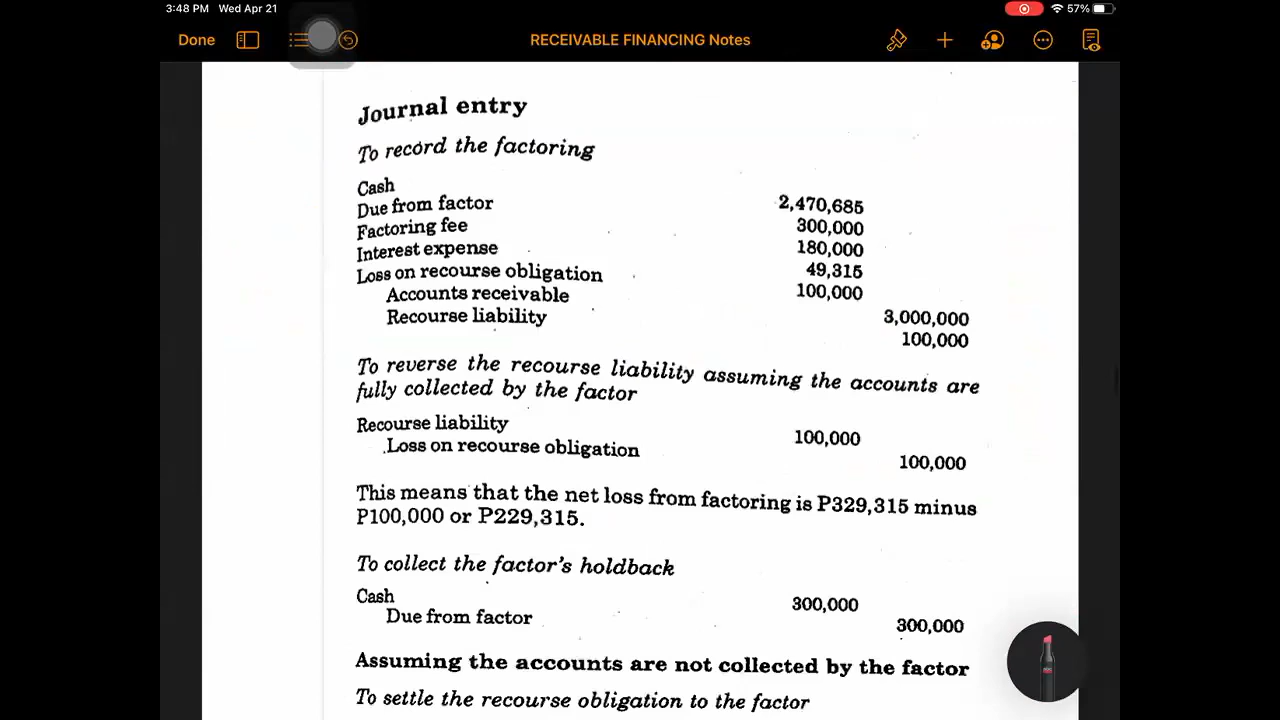 3:48 PM Wed Apr 21
57%
Done
RECEIVABLE FINANCING Notes
Journal entry
To record the factoring
Cash 2,470,685
Due from factor 300,000
Factoring fee 180,000
Interest expense 49,315
Loss on recourse obligation 100,000
Accounts receivable 3,000,000
Recourse liability 100,000
To reverse the recourse liability assuming the accounts are
fully collected by the factor
Recourse liability 100,000
Loss on recourse obligation 100,000
This means that the net loss from factoring is P329,315 minus
P100,000 or P229,315.
To collect the factor's holdback
Cash 300,000
Due from factor 300,000
Assuming the accounts are not collected by the factor
To settle the recourse obligation to the factor